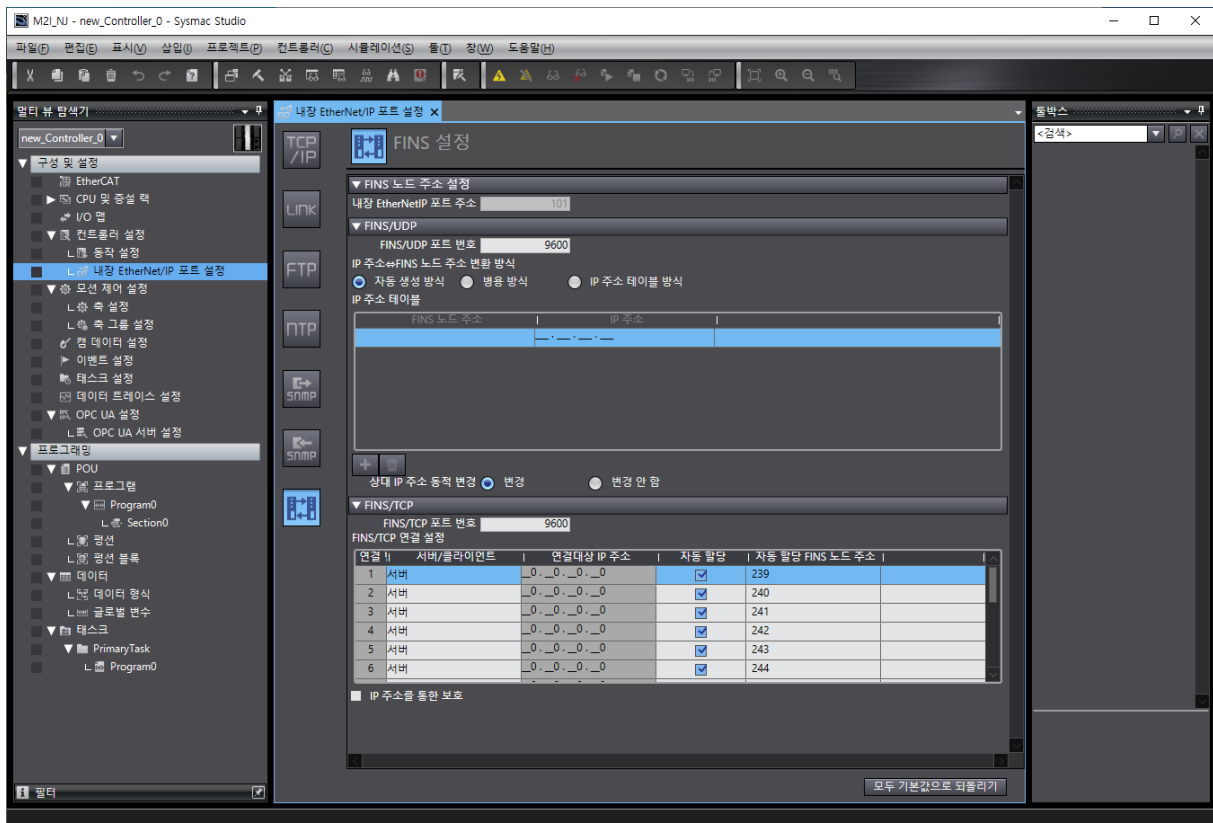 M2I_NJ - new_Controller_0 - Sysmac Studio
파일(F) 편집(E) 표시(V) 삽입(I) 프로젝트(P) 컨트롤러(C) 시뮬레이션(S) 툴(T) 창(W) 도움말(H)
멀티 뷰 탐색기
new_Controller_0
구성 및 설정
EtherCAT
CPU 및 증설 랙
I/O 맵
컨트롤러 설정
동작 설정
내장 EtherNet/IP 포트 설정
모션 제어 설정
축 설정
축 그룹 설정
캠 데이터 설정
이벤트 설정
태스크 설정
데이터 트레이스 설정
OPC UA 설정
OPC UA 서버 설정
프로그래밍
POU
프로그램
Program0
Section0
펑션
펑션 블록
데이터
데이터 형식
글로벌 변수
태스크
PrimaryTask
Program0
필터
내장 EtherNet/IP 포트 설정
TCP
/IP
LINK
FTP
NTP
SNMP
SNMP
FINS 설정
FINS 노드 주소 설정
내장 EtherNetIP 포트 주소 101
FINS/UDP
FINS/UDP 포트 번호 9600
IP 주소⇔FINS 노드 주소 변환 방식
자동 생성 방식 병용 방식 IP 주소 테이블 방식
IP 주소 테이블
FINS 노드 주소 IP 주소
상대 IP 주소 동적 변경 변경 변경 안 함
FINS/TCP
FINS/TCP 포트 번호 9600
FINS/TCP 연결 설정
연결 서버/클라이언트 연결대상 IP 주소 자동 할당 자동 할당 FINS 노드 주소
1 서버 _0._0._0._0 239
2 서버 _0._0._0._0 240
3 서버 _0._0._0._0 241
4 서버 _0._0._0._0 242
5 서버 _0._0._0._0 243
6 서버 _0._0._0._0 244
IP 주소를 통한 보호
모두 기본값으로 되돌리기
툴박스
<검색>